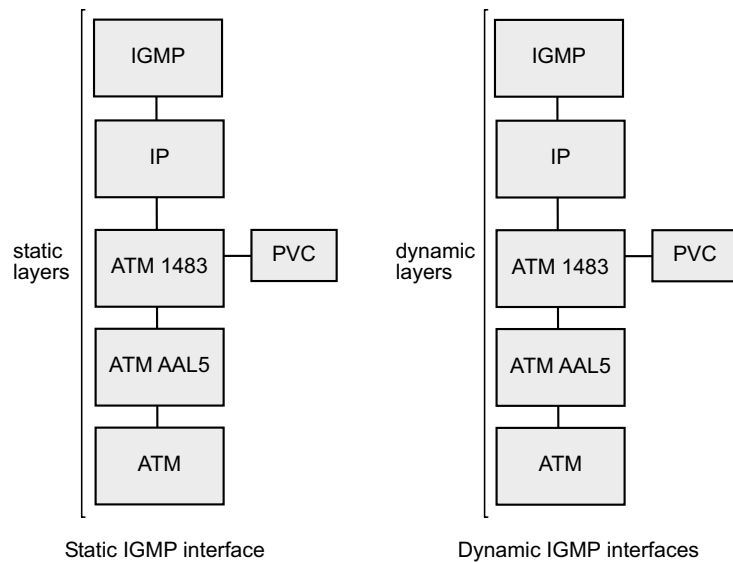 IGMP
IP
static
layers
ATM 1483
PVC
ATM AAL5
ATM
Static IGMP interface
IGMP
IP
dynamic
layers
ATM 1483
PVC
ATM AAL5
ATM
Dynamic IGMP interfaces